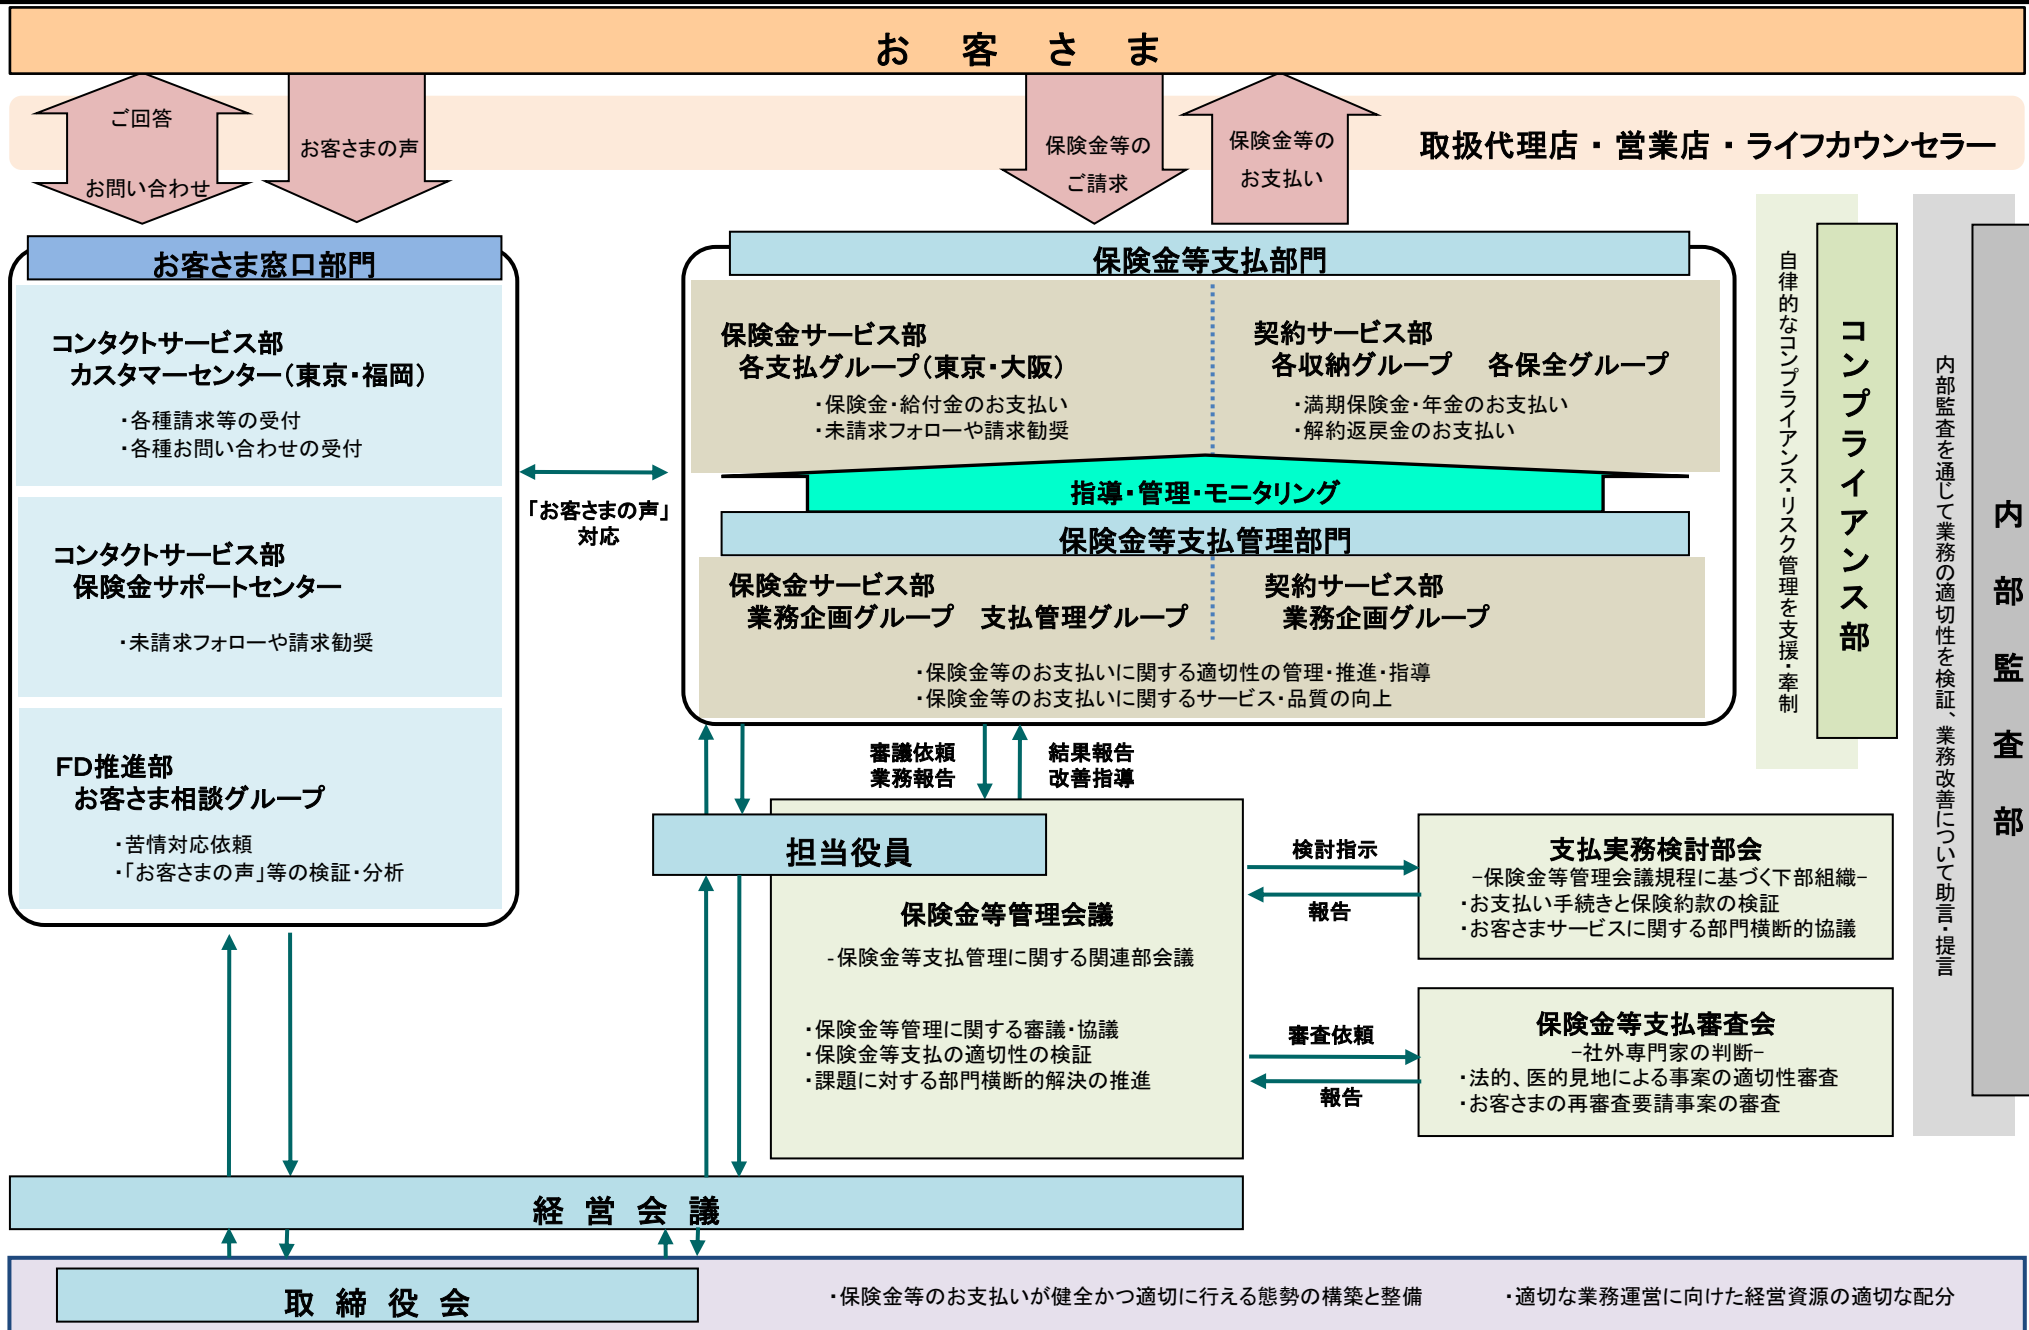 お 客 さ ま
ご回答
お問い合わせ
お客さまの声
保険金等の
ご請求
保険金等の
お支払い
取扱代理店・営業店・ライフカウンセラー
お客さま窓口部門
コンタクトサービス部
カスタマーセンター(東京・福岡)
・各種請求等の受付
・各種お問い合わせの受付
コンタクトサービス部
保険金サポートセンター
・未請求フォローや請求勧奨
FD推進部
お客さま相談グループ
・苦情対応依頼
・「お客さまの声」等の検証・分析
「お客さまの声」
対応
保険金等支払部門
保険金サービス部
各支払グループ(東京・大阪)
・保険金・給付金のお支払い
・未請求フォローや請求勧奨
契約サービス部
各収納グループ 各保全グループ
・満期保険金・年金のお支払い
・解約返戻金のお支払い
指導・管理・モニタリング
保険金等支払管理部門
保険金サービス部
業務企画グループ 支払管理グループ
契約サービス部
業務企画グループ
・保険金等のお支払いに関する適切性の管理・推進・指導
・保険金等のお支払いに関するサービス・品質の向上
自律的なコンプライアンス・リスク管理を支援・牽制
コンプライアンス部
内部監査を通じて業務の適切性を検証、業務改善について助言・提言
内部監査部
審議依頼
業務報告
結果報告
改善指導
担当役員
保険金等管理会議
-保険金等支払管理に関する関連部会議
・保険金等管理に関する審議・協議
・保険金等支払の適切性の検証
・課題に対する部門横断的解決の推進
検討指示
報告
支払実務検討部会
−保険金等管理会議規程に基づく下部組織−
・お支払い手続きと保険約款の検証
・お客さまサービスに関する部門横断的協議
審査依頼
報告
保険金等支払審査会
−社外専門家の判断−
・法的、医的見地による事案の適切性審査
・お客さまの再審査要請事案の審査
経 営 会 議
取 締 役 会
・保険金等のお支払いが健全かつ適切に行える態勢の構築と整備
・適切な業務運営に向けた経営資源の適切な配分